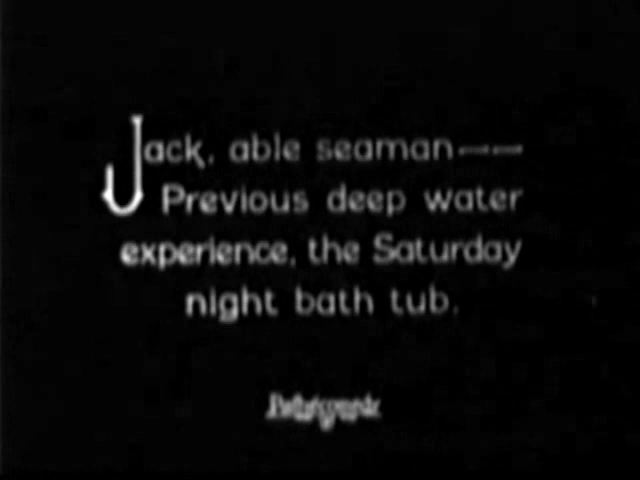 Jack, able seaman——
Previous deep water
experience, the Saturday
night bath tub.